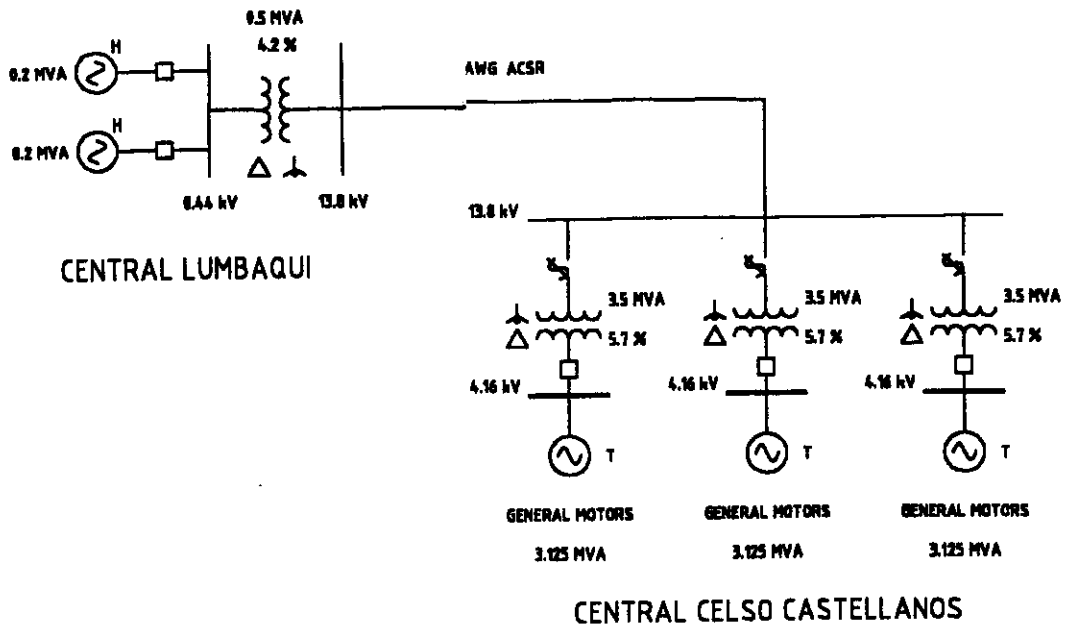 0.5 MVA
4.2 %
H
0.2 MVA
H
0.2 MVA
0.44 kV
13.8 kV
AWG ACSR
CENTRAL LUMBAQUI
13.8 kV
3.5 MVA
5.7 %
3.5 MVA
5.7 %
3.5 MVA
5.7 %
4.16 kV
4.16 kV
4.16 kV
T
T
T
GENERAL MOTORS
3.125 MVA
GENERAL MOTORS
3.125 MVA
GENERAL MOTORS
3.125 MVA
CENTRAL CELSO CASTELLANOS